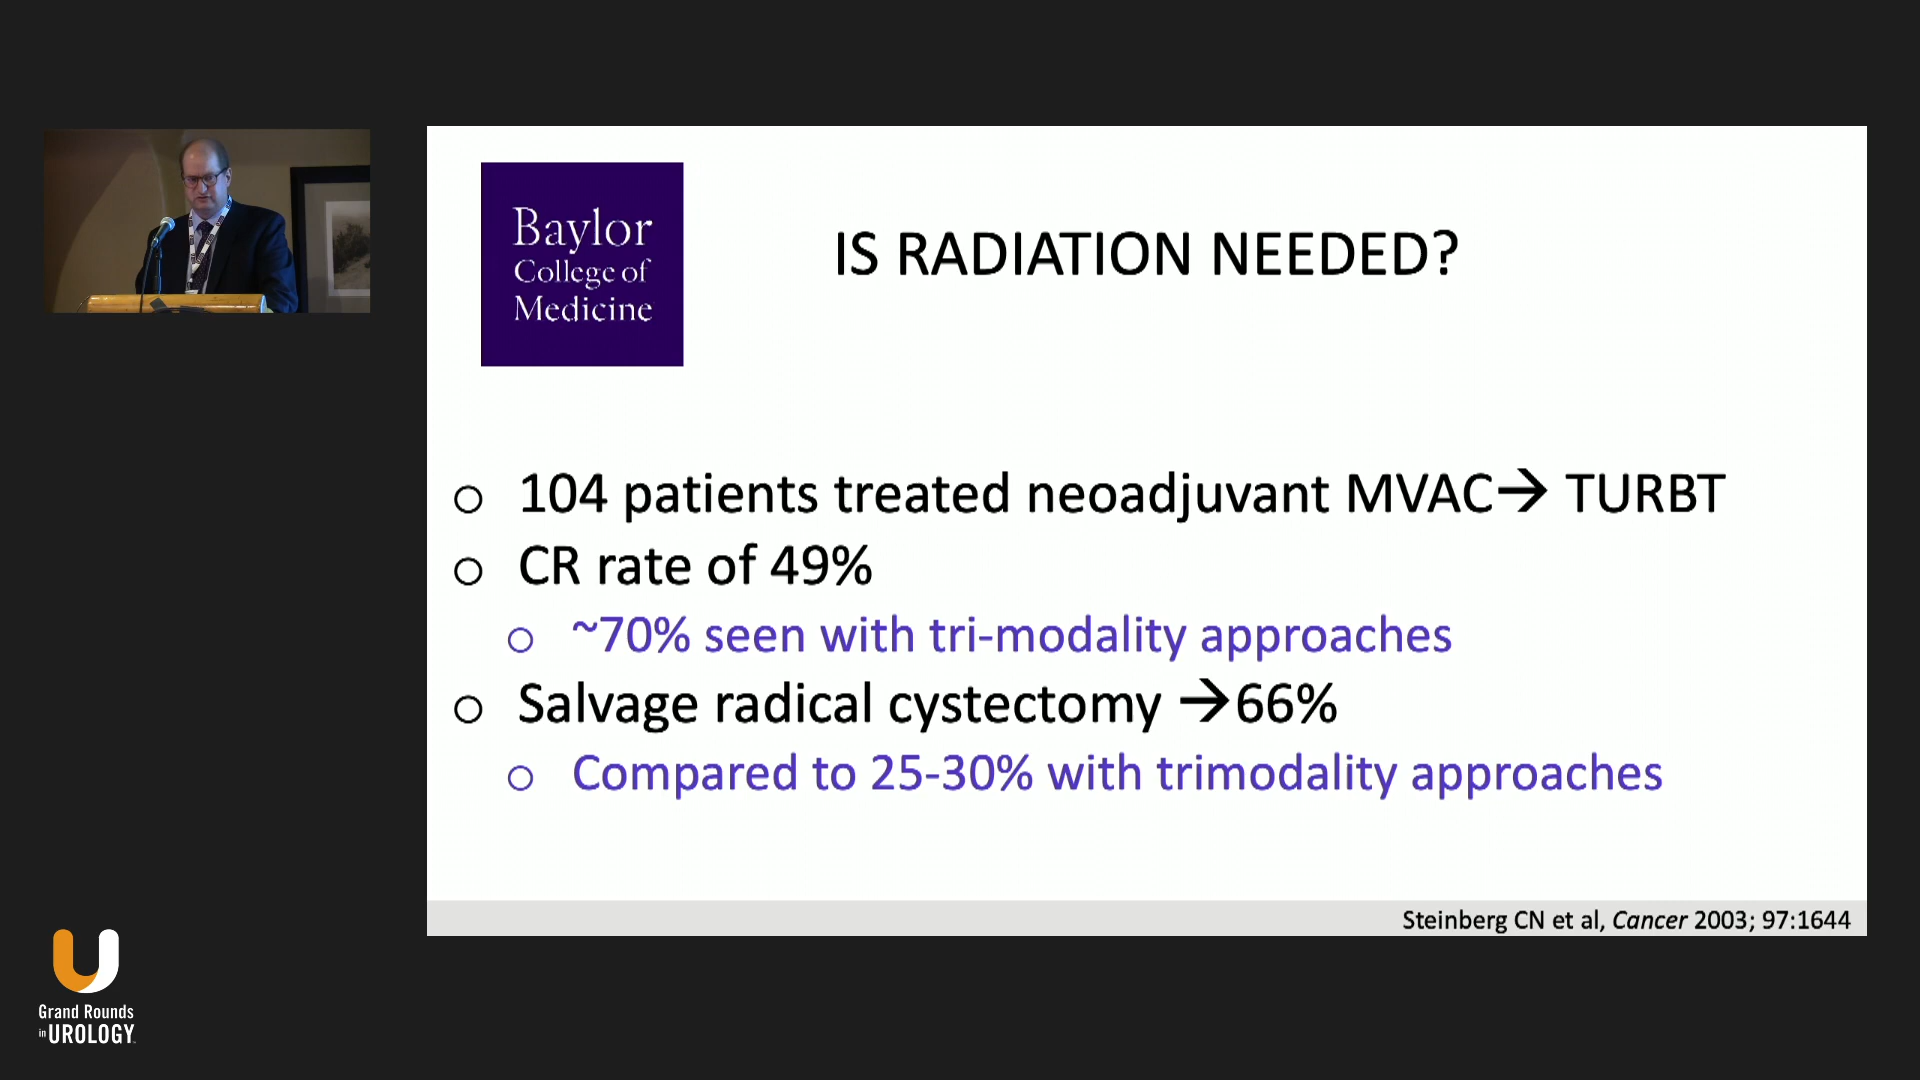 Baylor
College of
Medicine
IS RADIATION NEEDED?
104 patients treated neoadjuvant MVAC→ TURBT
CR rate of 49%
~70% seen with tri-modality approaches
Salvage radical cystectomy →66%
Compared to 25-30% with trimodality approaches
Steinberg CN et al, Cancer 2003; 97:1644
Grand Rounds
in UROLOGY